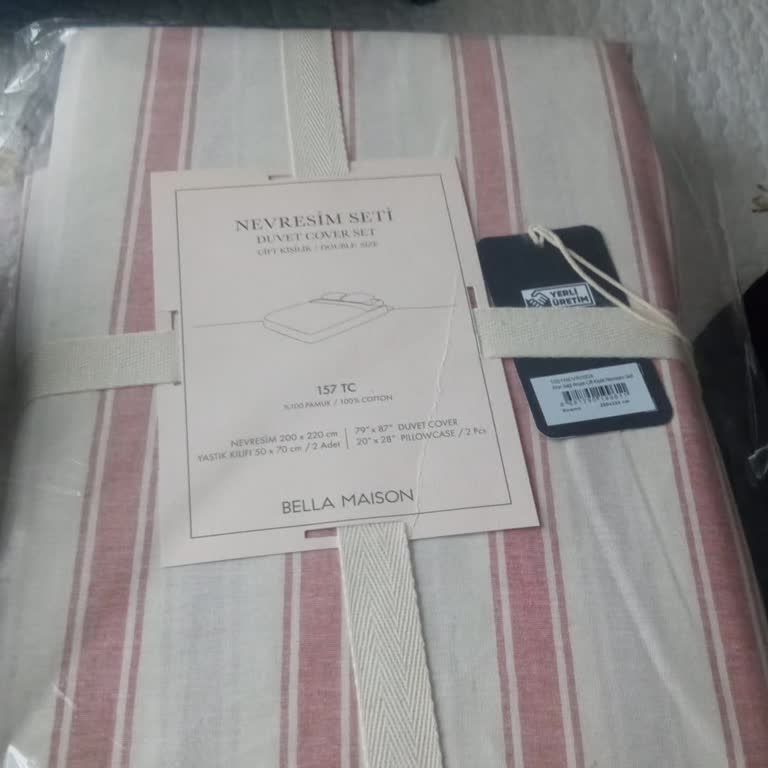 NEVRESİM SETİ
DUVET COVER SET
ÇİFT KİŞİLİK / DOUBLE SIZE
157 TC
%100 PAMUK / 100% COTTON
NEVRESİM 200 x 220 cm
YASTIK KILIFI 50 x 70 cm / 2 Adet
79" x 87" DUVET COVER
20" x 28" PILLOWCASE / 2 Pcs
BELLA MAISON
YERLİ
ÜRETİM